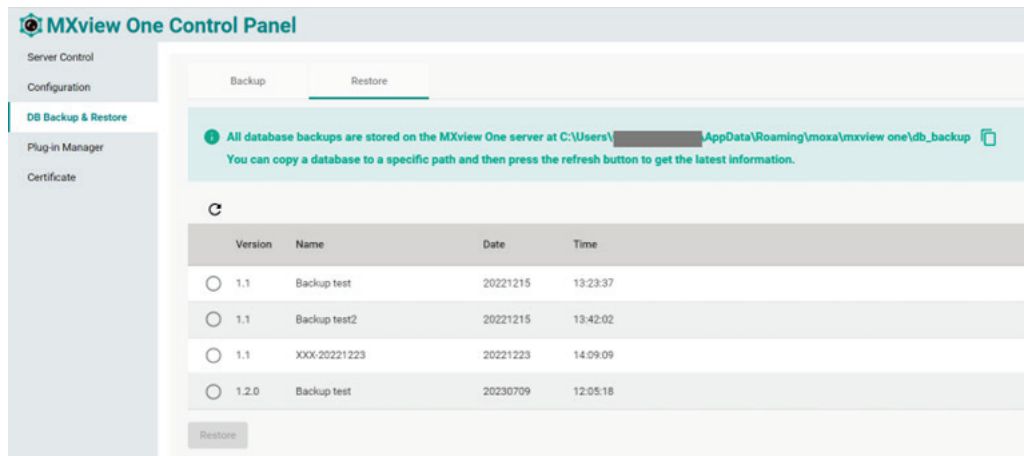 MXview One Control Panel
Server Control
Configuration
DB Backup & Restore
Plug-in Manager
Certificate
Backup Restore
All database backups are stored on the MXview One server at C:\Users\ \AppData\Roaming\moxa\mxview one\db_backup
You can copy a database to a specific path and then press the refresh button to get the latest information.
Version Name Date Time
1.1 Backup test 20221215 13:23:37
1.1 Backup test2 20221215 13:42:02
1.1 XXX-20221223 20221223 14:09:09
1.2.0 Backup test 20230709 12:05:18
Restore